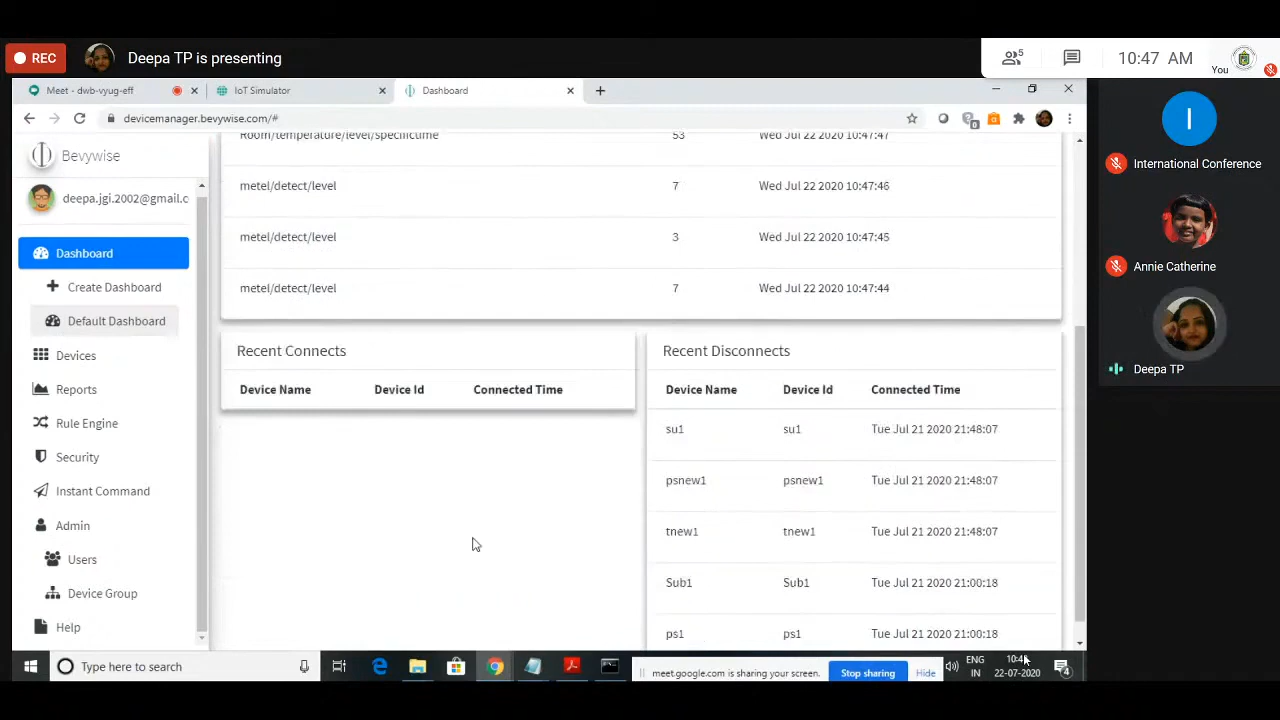 REC
Deepa TP is presenting
5
10:47 AM
You
Meet - dwb-vyug-eff
IoT Simulator
Dashboard
devicemanager.bevywise.com/#
0
Bevywise
deepa.jgi.2002@gmail.c
Dashboard
Create Dashboard
Default Dashboard
Devices
Reports
Rule Engine
Security
Instant Command
Admin
Users
Device Group
Help
Room/temperature/level/specifictime 53 Wed Jul 22 2020 10:47:47
metel/detect/level 7 Wed Jul 22 2020 10:47:46
metel/detect/level 3 Wed Jul 22 2020 10:47:45
metel/detect/level 7 Wed Jul 22 2020 10:47:44
Recent Connects
Device Name Device Id Connected Time
Recent Disconnects
Device Name Device Id Connected Time
su1 su1 Tue Jul 21 2020 21:48:07
psnew1 psnew1 Tue Jul 21 2020 21:48:07
tnew1 tnew1 Tue Jul 21 2020 21:48:07
Sub1 Sub1 Tue Jul 21 2020 21:00:18
ps1 ps1 Tue Jul 21 2020 21:00:18
I
International Conference
Annie Catherine
Deepa TP
Type here to search
meet.google.com is sharing your screen.
Stop sharing
Hide
ENG
IN
22-07-2020
4